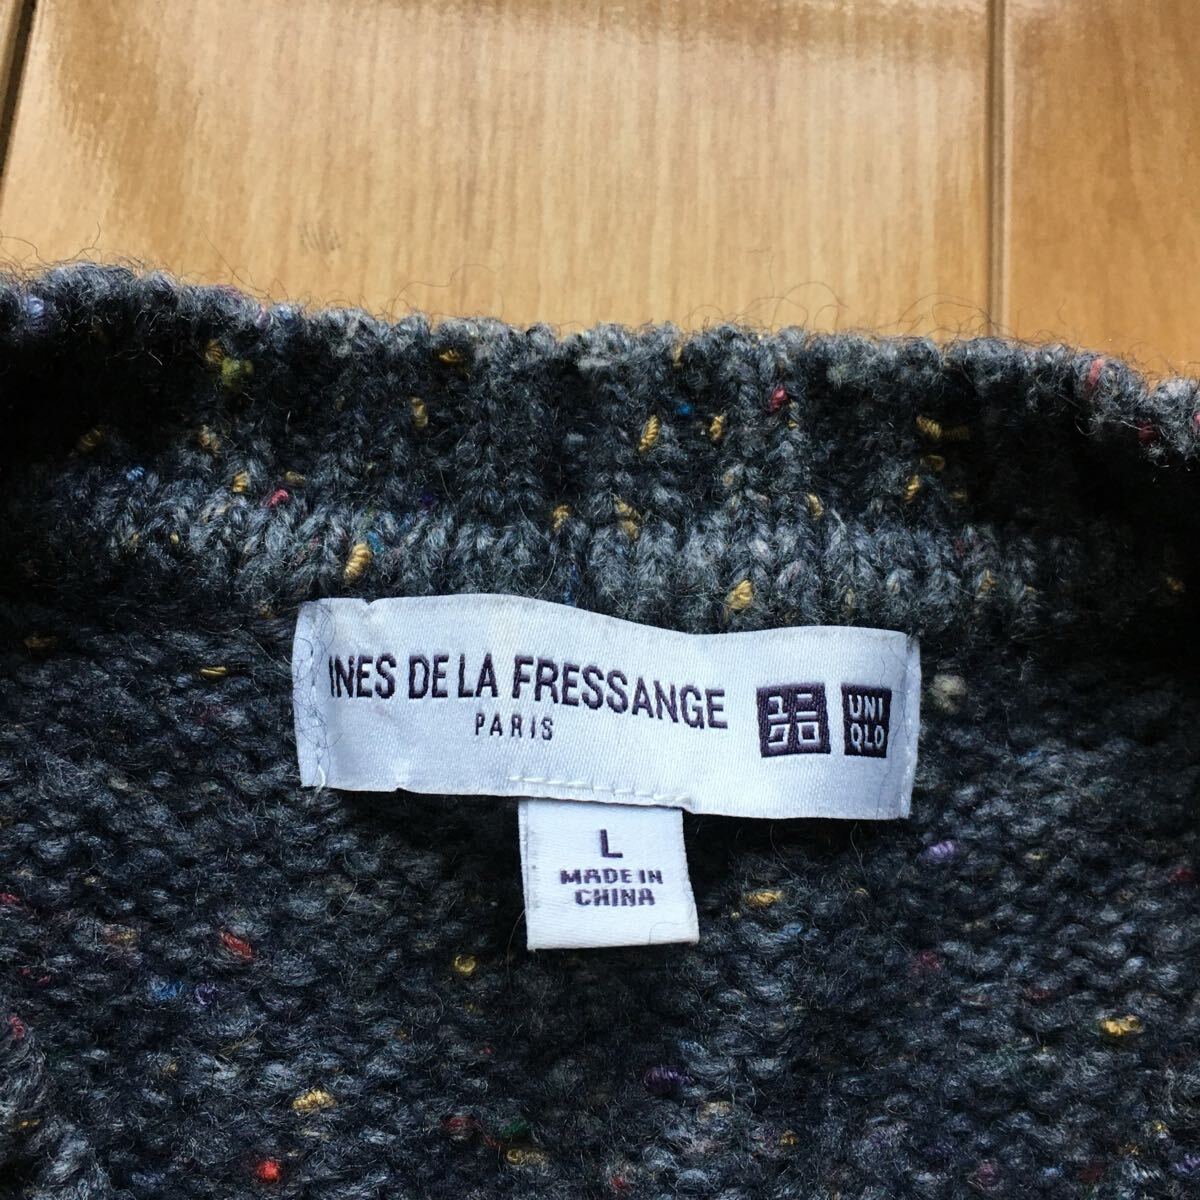 INES DE LA FRESSANGE
PARIS
ユニ
クロ
UNI
QLO
L
MADE IN
CHINA